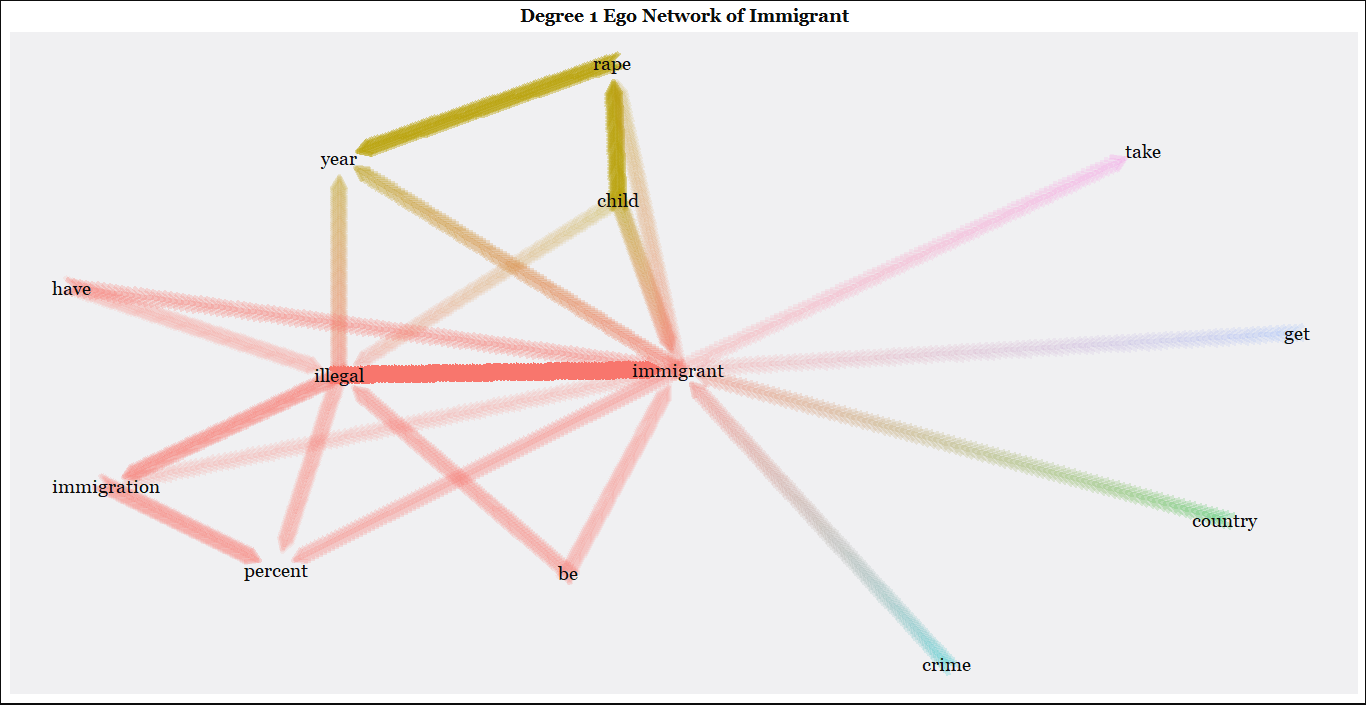 Degree 1 Ego Network of Immigrant
rape
take
year
child
have
get
immigrant
illegal
immigration
country
percent
be
crime